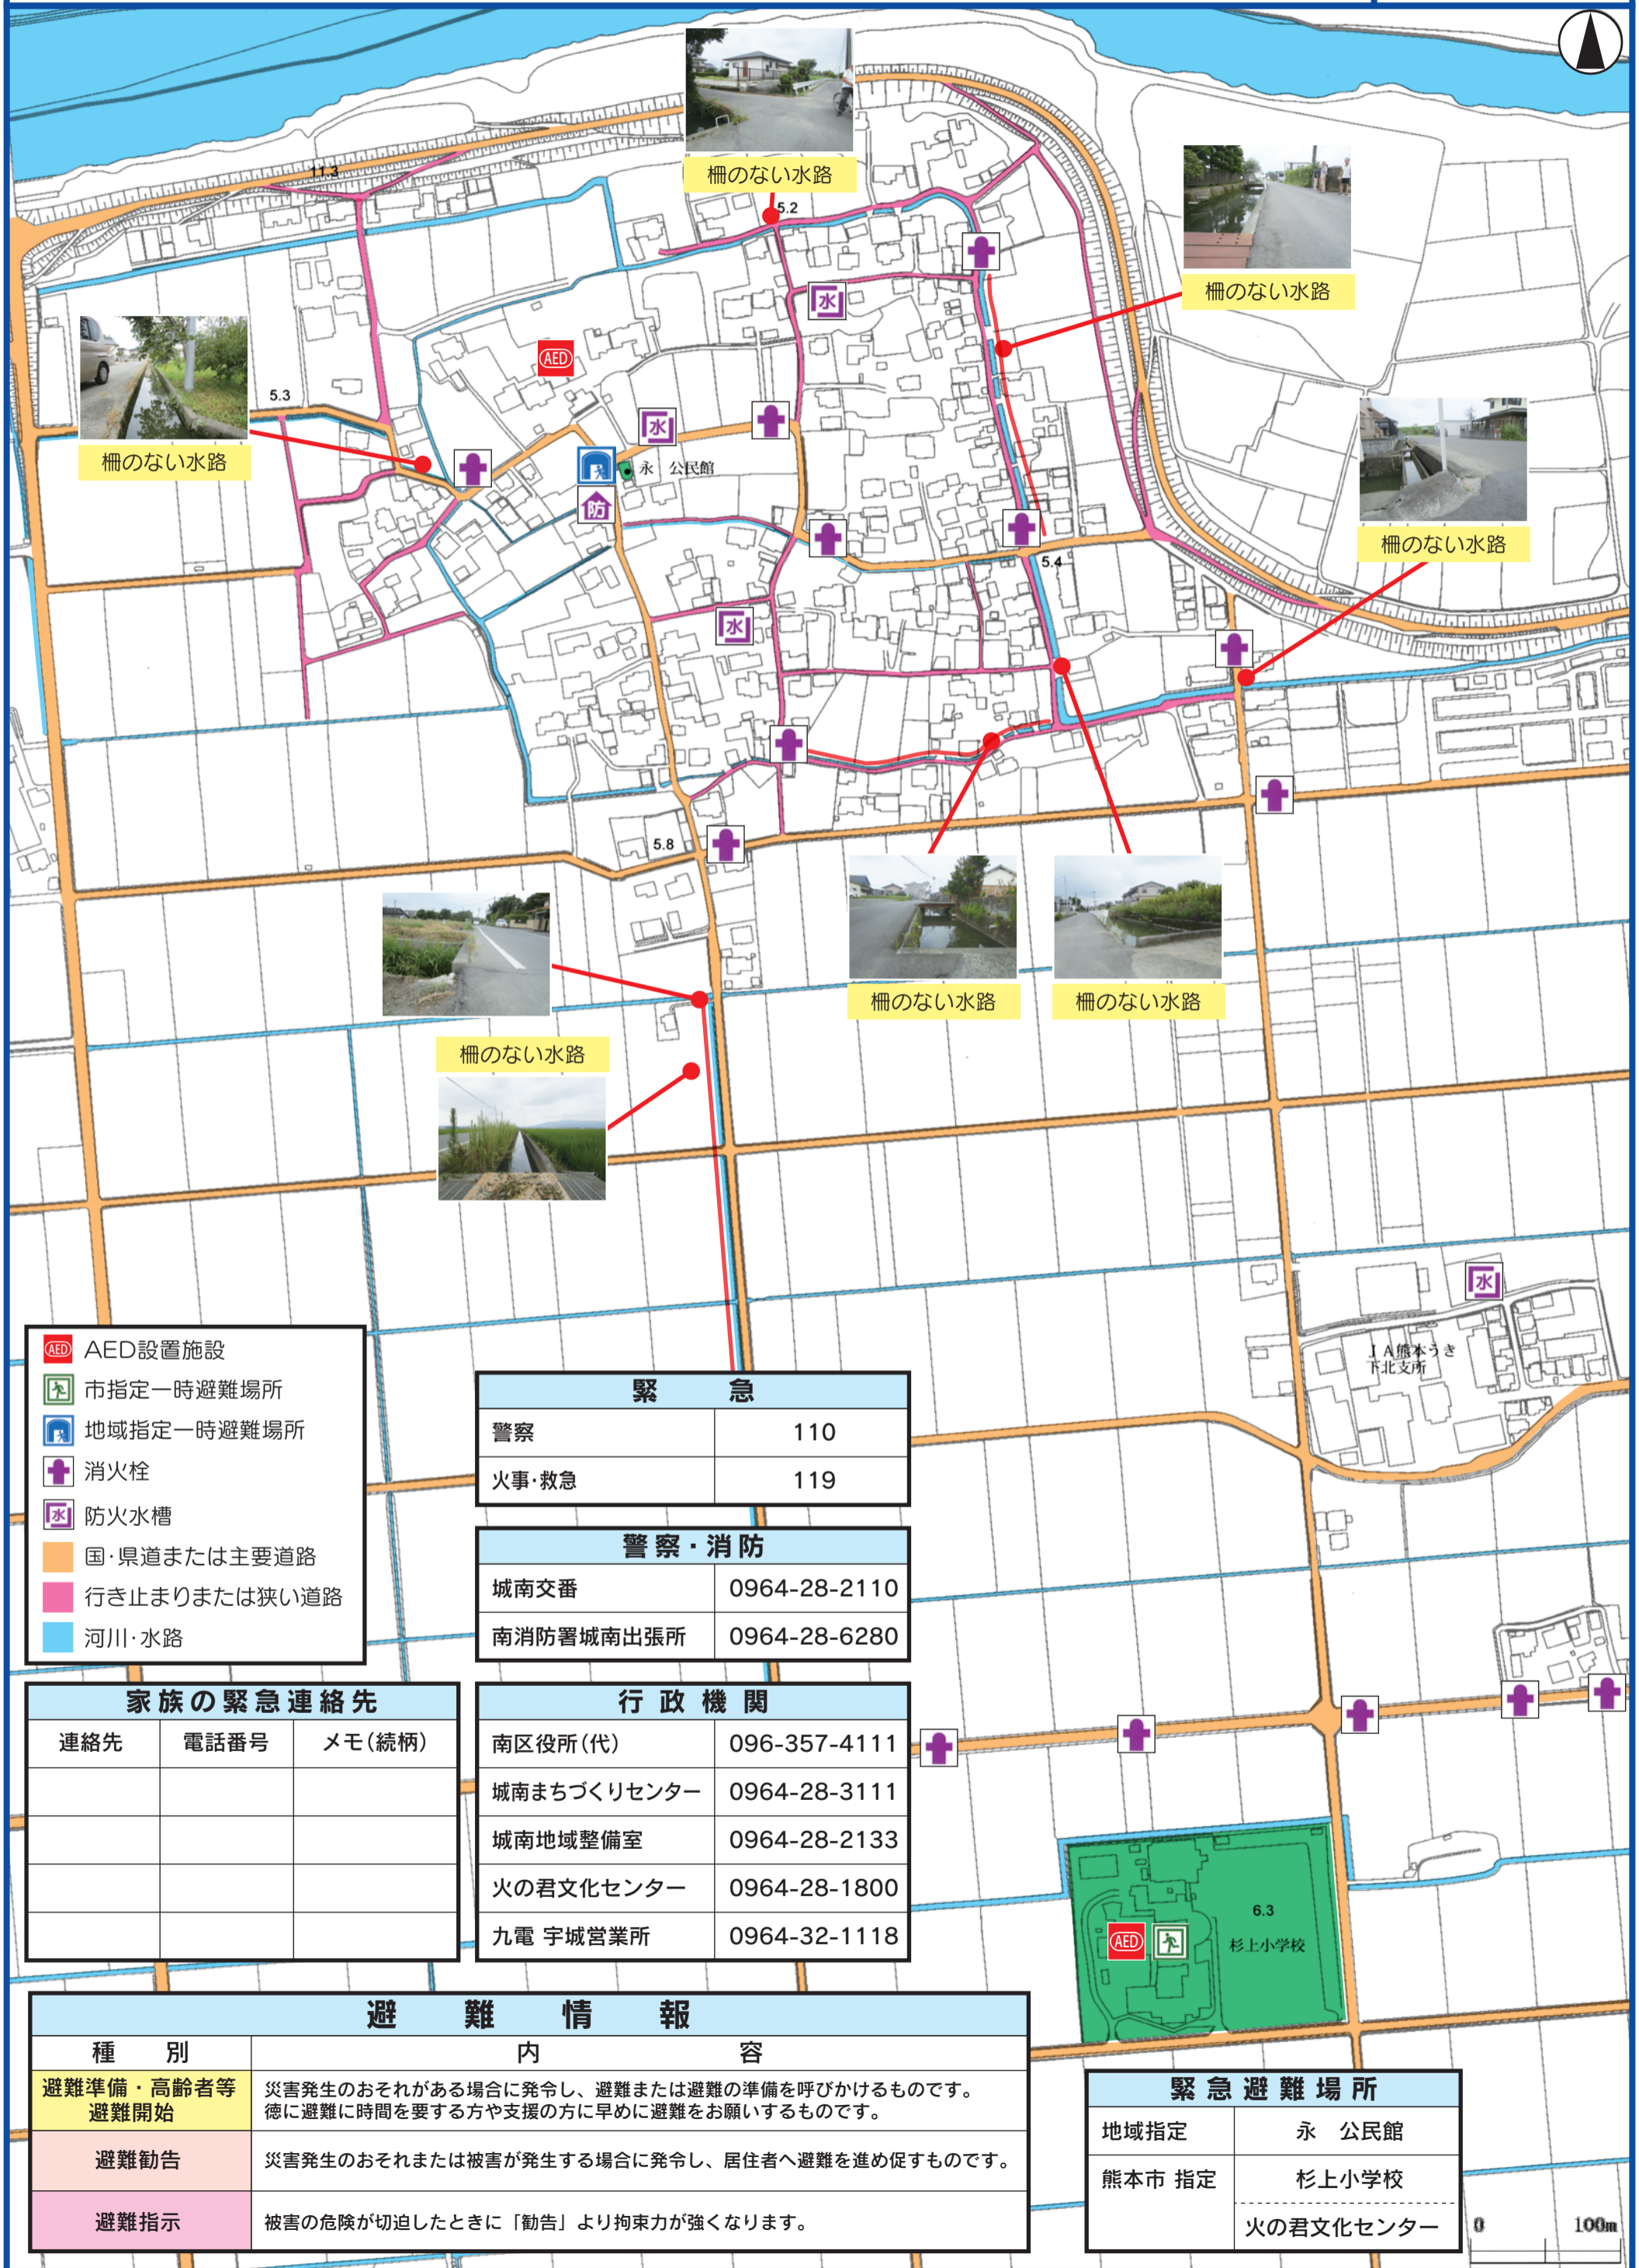 11.3
柵のない水路
5.2
柵のない水路
水
AED
5.3
柵のない水路
水
永 公民館
防
柵のない水路
5.4
水
5.8
柵のない水路
柵のない水路
柵のない水路
水
JA熊本うき
下北支所
AED AED設置施設
市指定一時避難場所
地域指定一時避難場所
消火栓
水 防火水槽
国・県道または主要道路
行き止まりまたは狭い道路
河川・水路
緊 急
警察 110
火事・救急 119
警察・消防
城南交番 0964-28-2110
南消防署城南出張所 0964-28-6280
家族の緊急連絡先
連絡先 電話番号 メモ(続柄)
行政機関
南区役所(代) 096-357-4111
城南まちづくりセンター 0964-28-3111
城南地域整備室 0964-28-2133
火の君文化センター 0964-28-1800
九電 宇城営業所 0964-32-1118
6.3
AED
杉上小学校
避難情報
種 別 内 容
避難準備・高齢者等
避難開始
災害発生のおそれがある場合に発令し、避難または避難の準備を呼びかけるものです。
徳に避難に時間を要する方や支援の方に早めに避難をお願いするものです。
避難勧告 災害発生のおそれまたは被害が発生する場合に発令し、居住者へ避難を進め促すものです。
避難指示 被害の危険が切迫したときに「勧告」より拘束力が強くなります。
緊急避難場所
地域指定 永 公民館
熊本市 指定 杉上小学校
火の君文化センター
0 100m